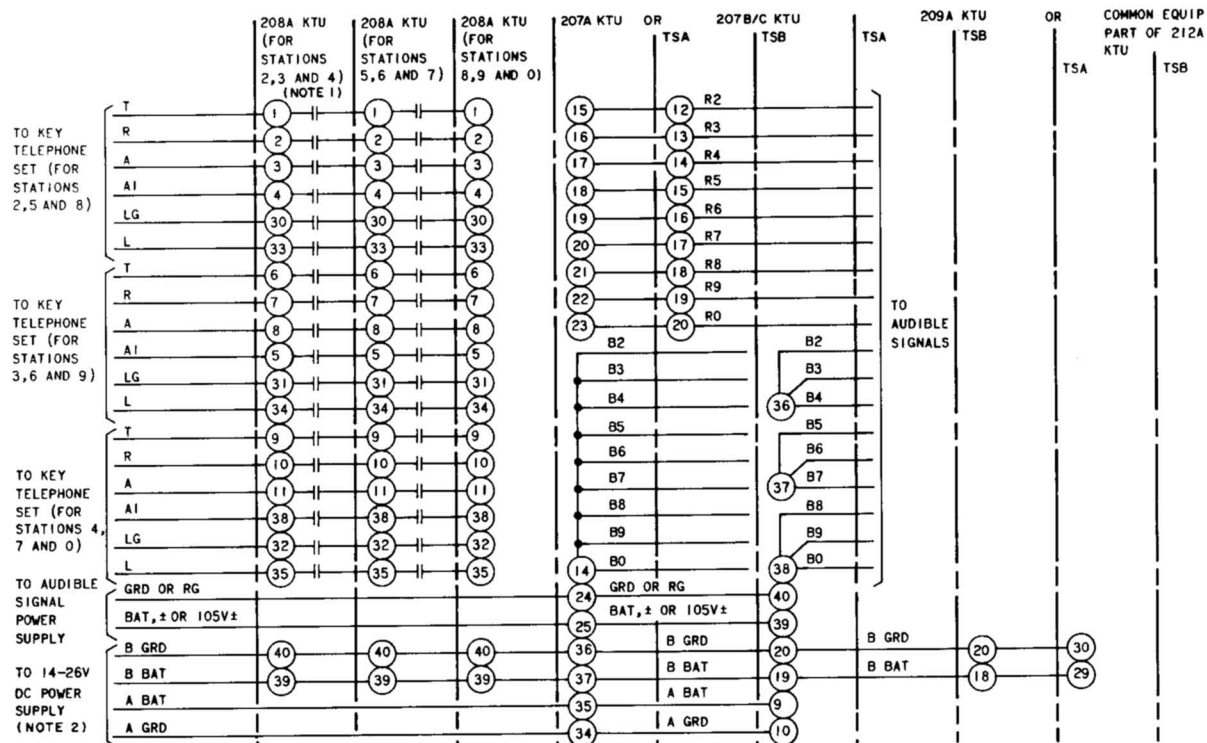 208A KTU
(FOR
STATIONS
2,3 AND 4)
(NOTE 1)
208A KTU
(FOR
STATIONS
5,6 AND 7)
208A KTU
(FOR
STATIONS
8,9 AND 0)
207A KTU OR 207B/C KTU
TSA TSB
209A KTU OR
TSA TSB
COMMON EQUIP
PART OF 212A
KTU
TSA TSB
TO KEY
TELEPHONE
SET (FOR
STATIONS
2,5 AND 8)
T 1 1 1 15 12 R2
R 2 2 2 16 13 R3
A 3 3 3 17 14 R4
A1 4 4 4 18 15 R5
LG 30 30 30 19 16 R6
L 33 33 33 20 17 R7
TO KEY
TELEPHONE
SET (FOR
STATIONS
3,6 AND 9)
T 6 6 6 21 18 R8
R 7 7 7 22 19 R9
A 8 8 8 23 20 R0
A1 5 5 5 B2 B2
LG 31 31 31 B3 B3
L 34 34 34 B4 36 B4
TO KEY
TELEPHONE
SET (FOR
STATIONS 4,
7 AND 0)
T 9 9 9 B5 B5
R 10 10 10 B6 B6
A 11 11 11 B7 37 B7
A1 38 38 38 B8 B8
LG 32 32 32 B9 B9
L 35 35 35 14 B0 38 B0
TO
AUDIBLE
SIGNALS
TO AUDIBLE
SIGNAL
POWER
SUPPLY
GRD OR RG 24 GRD OR RG 40
BAT,± OR 105V± 25 BAT,± OR 105V± 39
TO 14-26V
DC POWER
SUPPLY
(NOTE 2)
B GRD 40 40 40 36 B GRD 20 B GRD 20 30
B BAT 39 39 39 37 B BAT 19 B BAT 18 29
A BAT 35 A BAT 9
A GRD 34 A GRD 10